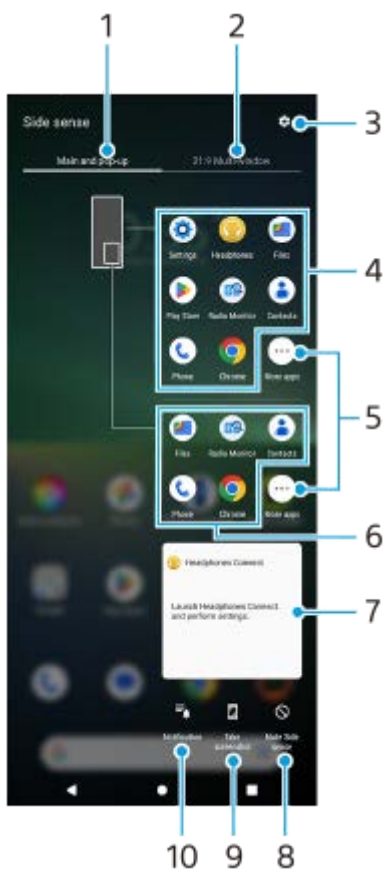 1
2
Side sense
3
Main and pop-up
21:9 Multi-window
Settings Headphones Files
4
Play Store Radio Monitor Contacts
Phone Chrome More apps
5
Files Radio Monitor Contacts
Phone Chrome More apps
6
Headphones Connect
Launch Headphones Connect
and perform settings.
7
Notification Take Mute Side
screenshot sense
10
9
8